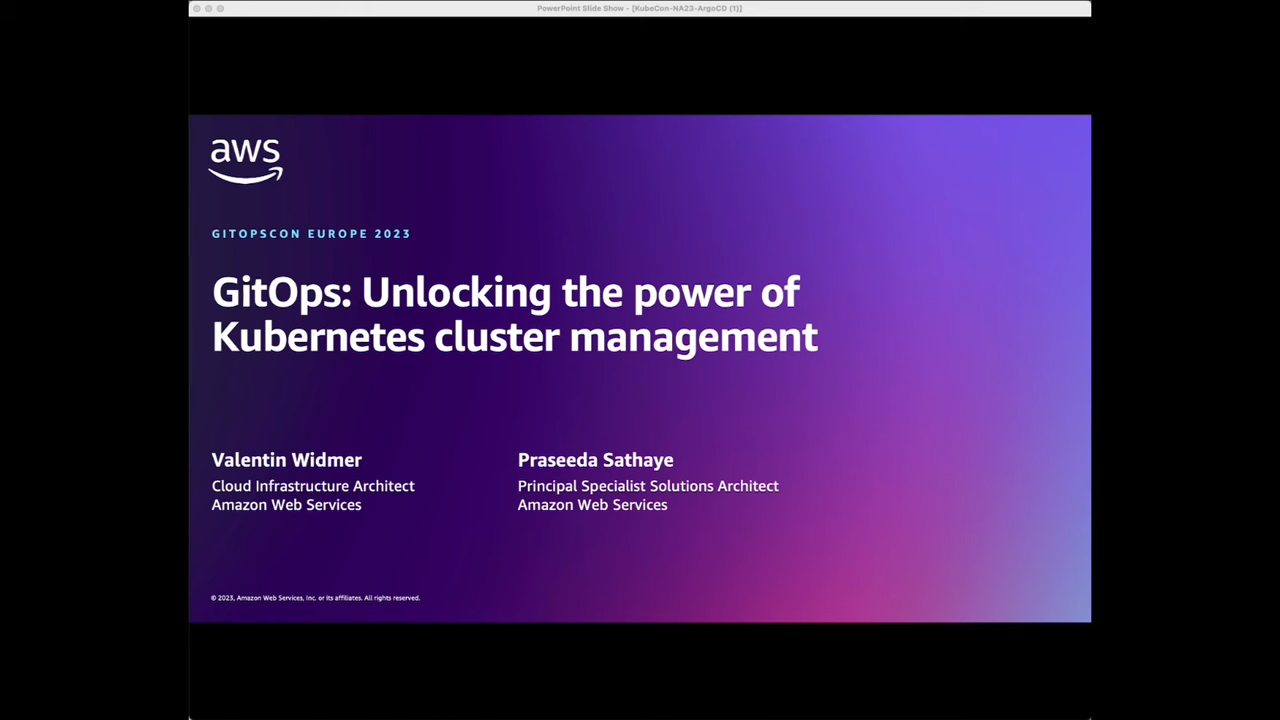 PowerPoint Slide Show - [KubeCon-NA23-ArgoCD (1)]
aws
GITOPSCON EUROPE 2023
GitOps: Unlocking the power of
Kubernetes cluster management
Valentin Widmer
Cloud Infrastructure Architect
Amazon Web Services
Praseeda Sathaye
Principal Specialist Solutions Architect
Amazon Web Services
© 2023, Amazon Web Services, Inc. or its affiliates. All rights reserved.